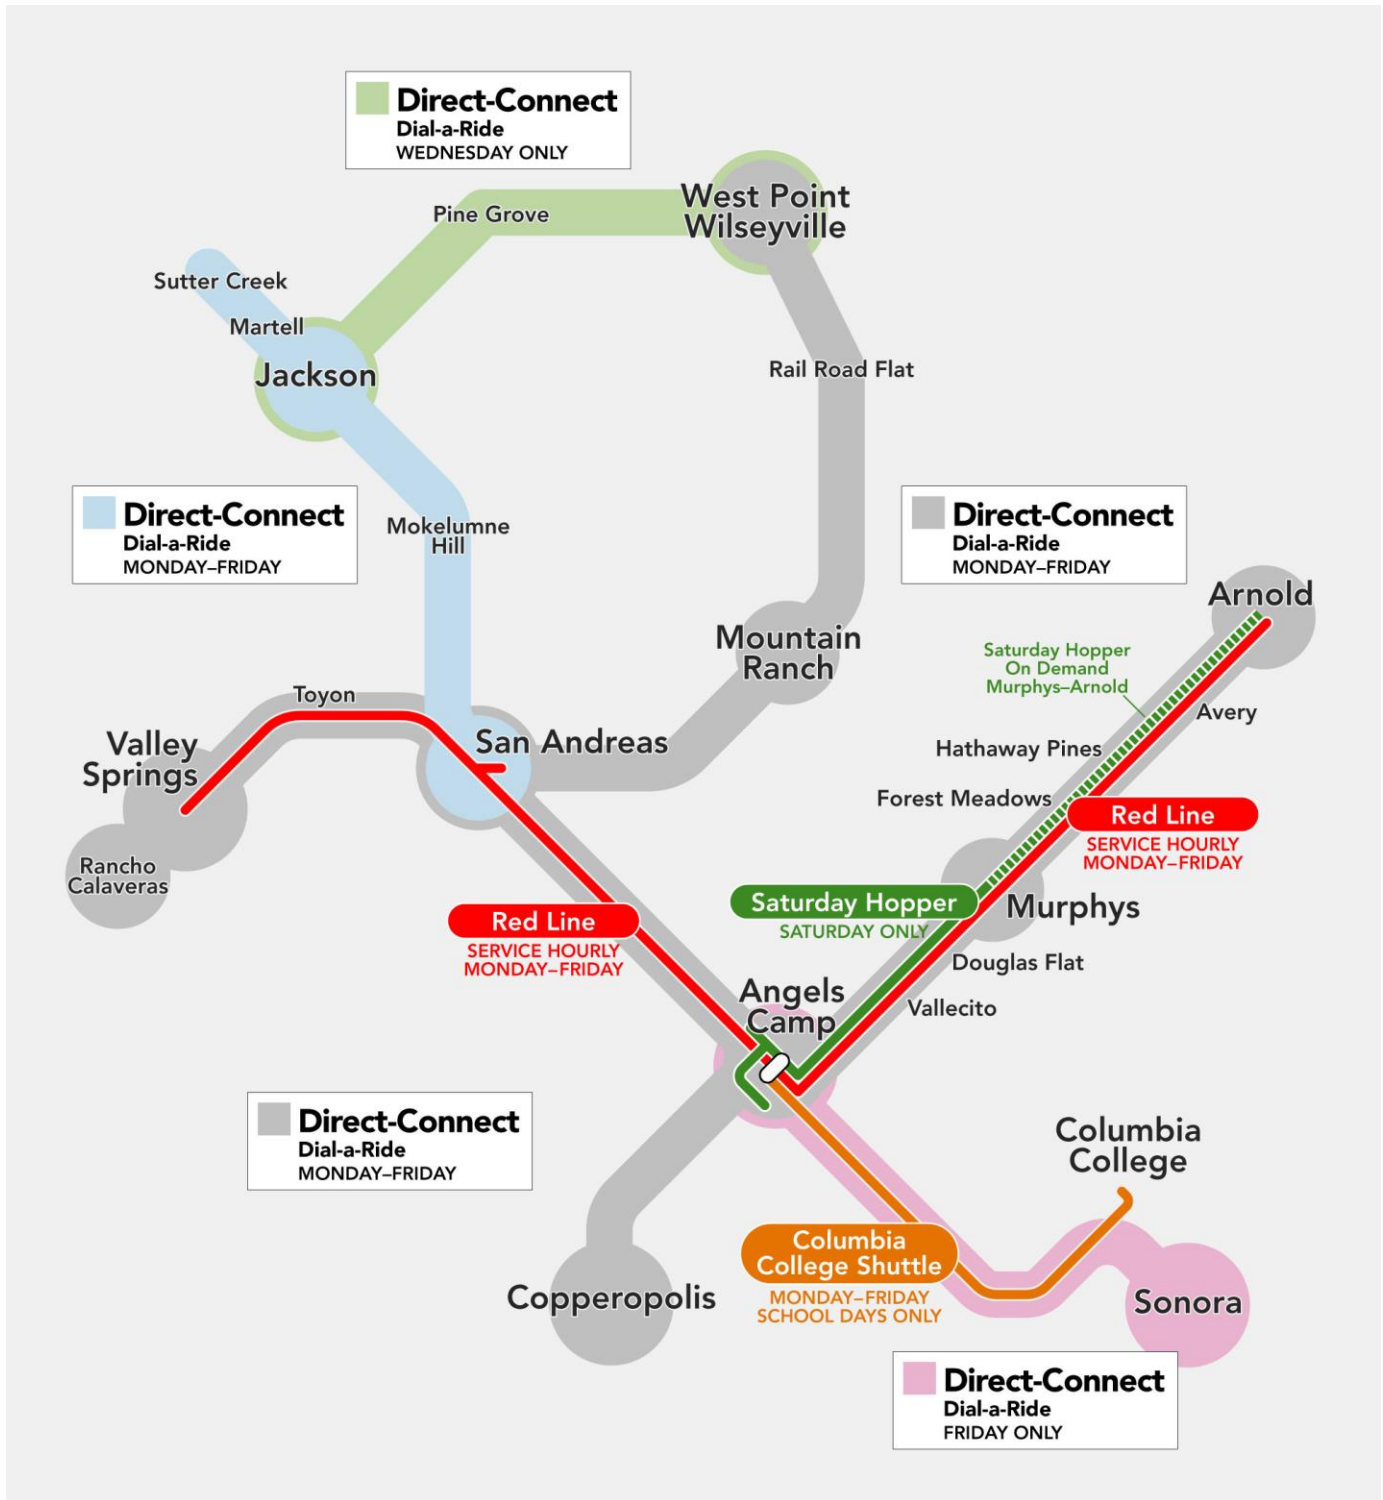 Direct-Connect
Dial-a-Ride
WEDNESDAY ONLY
West Point
Wilseyville
Pine Grove
Sutter Creek
Martell
Jackson
Rail Road Flat
Direct-Connect
Dial-a-Ride
MONDAY–FRIDAY
Mokelumne
Hill
Direct-Connect
Dial-a-Ride
MONDAY–FRIDAY
Arnold
Mountain
Ranch
Saturday Hopper
On Demand
Murphys–Arnold
Toyon
Avery
Valley
Springs
San Andreas
Hathaway Pines
Forest Meadows
Red Line
SERVICE HOURLY
MONDAY–FRIDAY
Rancho
Calaveras
Saturday Hopper
SATURDAY ONLY
Murphys
Red Line
SERVICE HOURLY
MONDAY–FRIDAY
Douglas Flat
Angels
Camp
Vallecito
Direct-Connect
Dial-a-Ride
MONDAY–FRIDAY
Columbia
College
Columbia
College Shuttle
MONDAY–FRIDAY
SCHOOL DAYS ONLY
Copperopolis
Sonora
Direct-Connect
Dial-a-Ride
FRIDAY ONLY